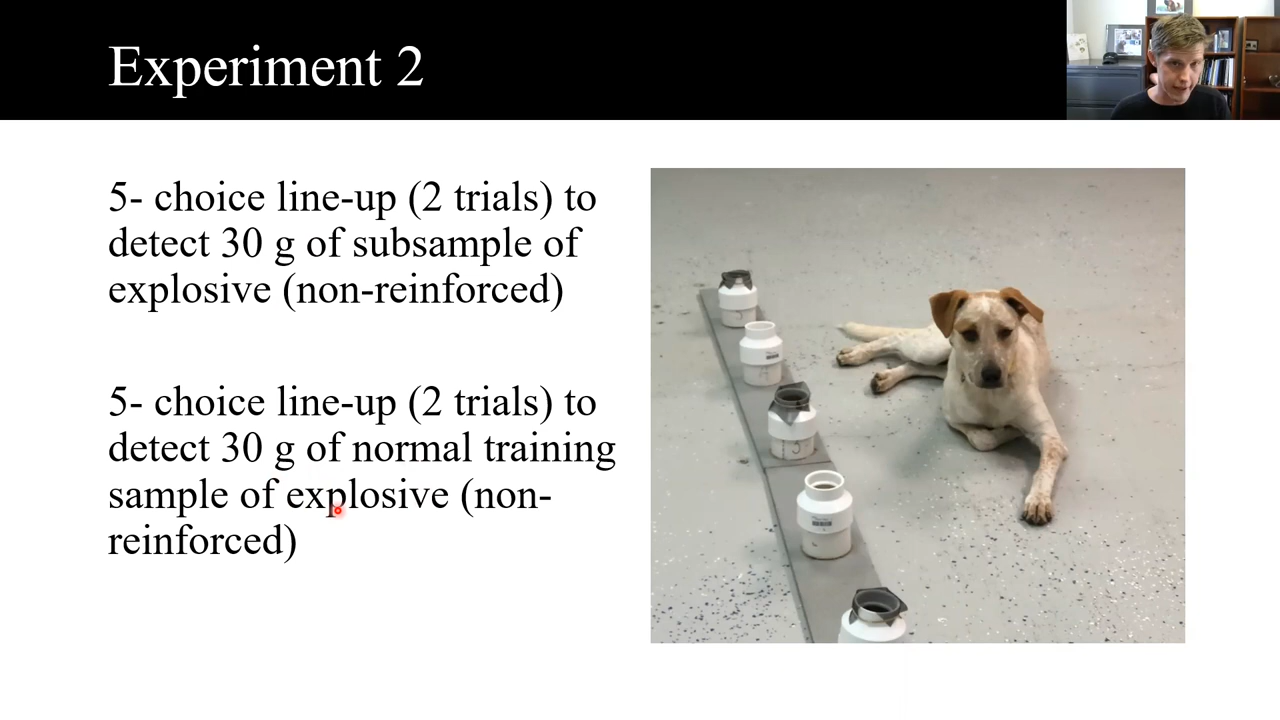 Experiment 2
5- choice line-up (2 trials) to
detect 30 g of subsample of
explosive (non-reinforced)
5- choice line-up (2 trials) to
detect 30 g of normal training
sample of explosive (non-
reinforced)